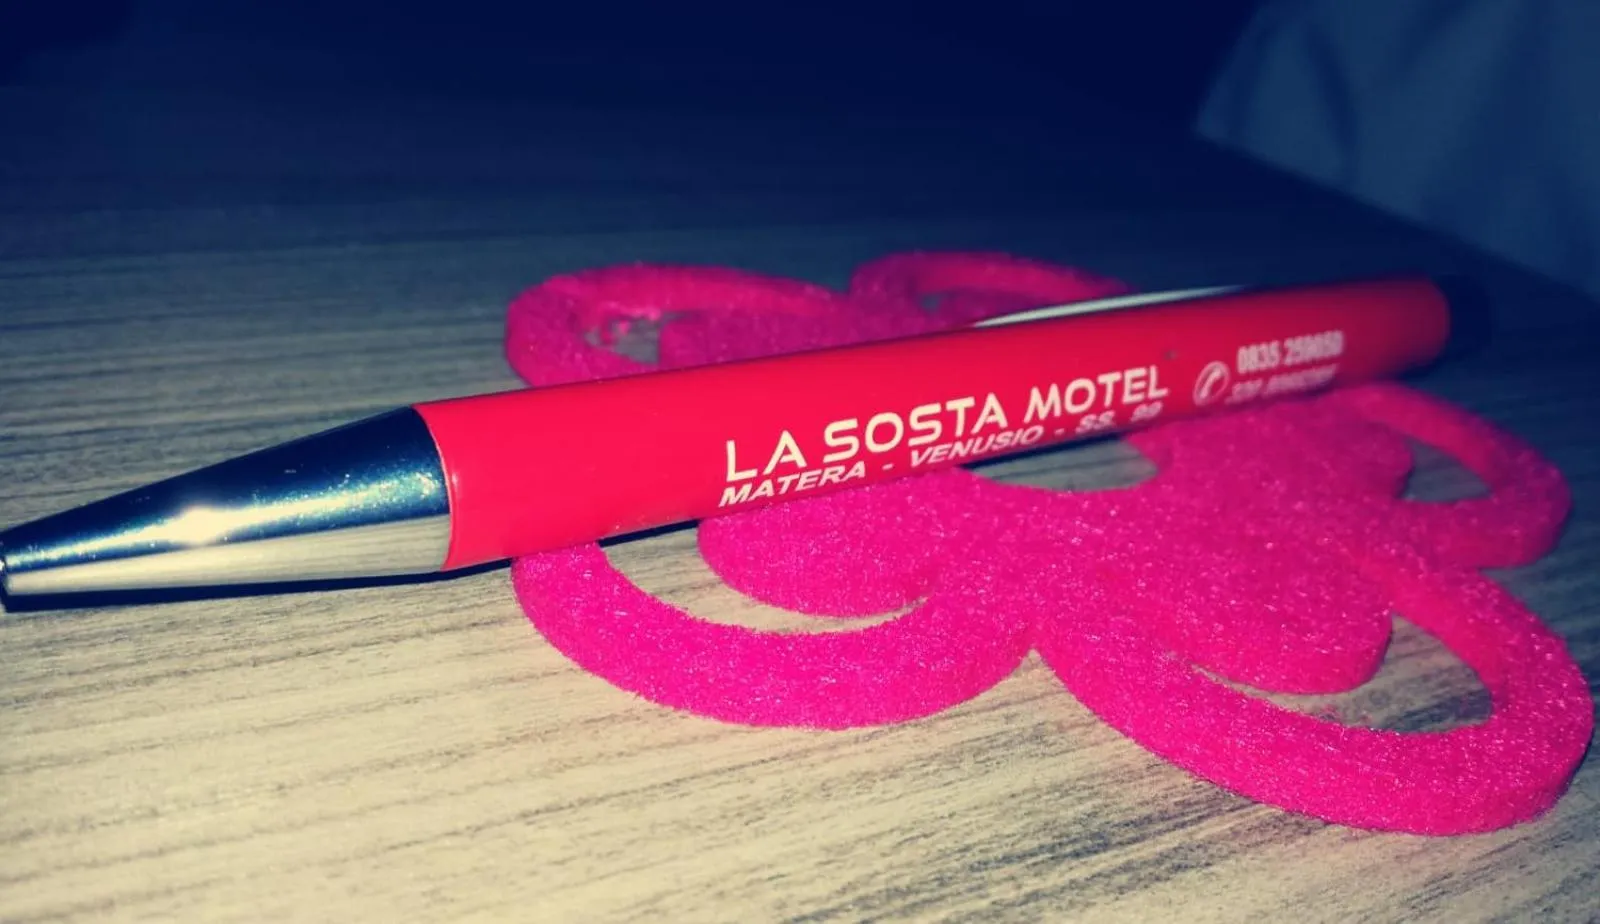 LA SOSTA MOTEL
MATERA - VENUSIO - SS. 99
0835 259050